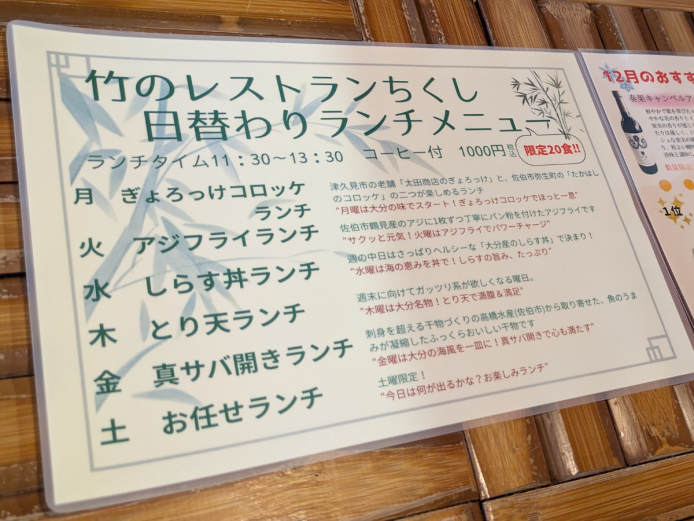 竹のレストランちくし
日替わりランチメニュー
ランチタイム11:30～13:30 コーヒー付 1000円税込
限定20食!!
月 ぎょろっけコロッケ
ランチ
津久見市の老舗「太田商店のぎょろっけ」と、佐伯市弥生町の「たかはし
のコロッケ」の二つが楽しめるランチ
"月曜は大分の味でスタート！ぎょろっけコロッケでほっと一息"
火 アジフライランチ
佐伯市鶴見産のアジに1枚ずつ丁寧にパン粉を付けたアジフライです
"サクッと元気！火曜はアジフライでパワーチャージ"
水 しらす丼ランチ
週の中日はさっぱりヘルシーな「大分産のしらす丼」で決まり！
"水曜は海の恵みを丼で！しらすの旨み、たっぷり"
木 とり天ランチ
週末に向けてガッツリ系が欲しくなる曜日。
"木曜は大分名物！とり天で満腹＆満足"
金 真サバ開きランチ
刺身を超える干物づくりの高橋水産(佐伯市)から取り寄せた、魚のうま
みが凝縮したふっくらおいしい干物です
"金曜は大分の海風を一皿に！真サバ開きで心も満たす"
土 お任せランチ
土曜限定！
"今日は何が出るかな？お楽しみランチ"
12月のおすす
安心院キャンベルア
1位